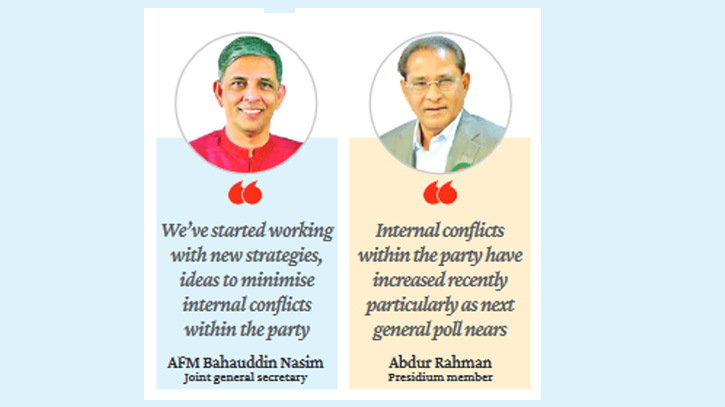 We've started working
with new strategies,
ideas to minimise
internal conflicts
within the party
AFM Bahauddin Nasim
Joint general secretary
Internal conflicts
within the party have
increased recently
particularly as next
general poll nears
Abdur Rahman
Presidium member